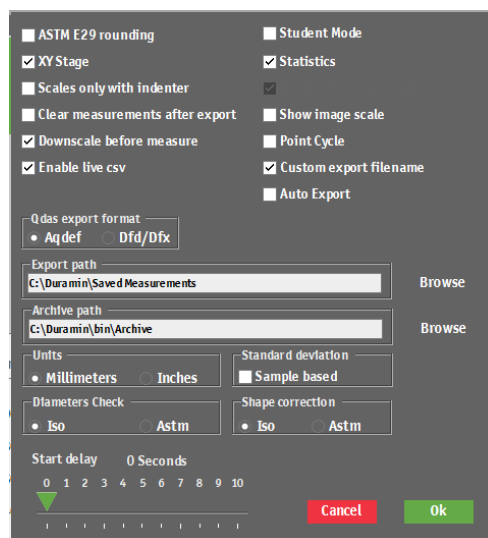 ASTM E29 rounding
Student Mode
XY Stage
Statistics
Scales only with indenter
Clear measurements after export
Show image scale
Downscale before measure
Point Cycle
Enable live csv
Custom export filename
Auto Export
Qdas export format
Aqdef
Dfd/Dfx
Export path
C:\Duramin\Saved Measurements
Browse
Archive path
C:\Duramin\bin\Archive
Browse
Units
Standard deviation
Millimeters
Inches
Sample based
Diameters Check
Shape correction
Iso
Astm
Iso
Astm
Start delay
0 Seconds
0 1 2 3 4 5 6 7 8 9 10
Cancel
Ok